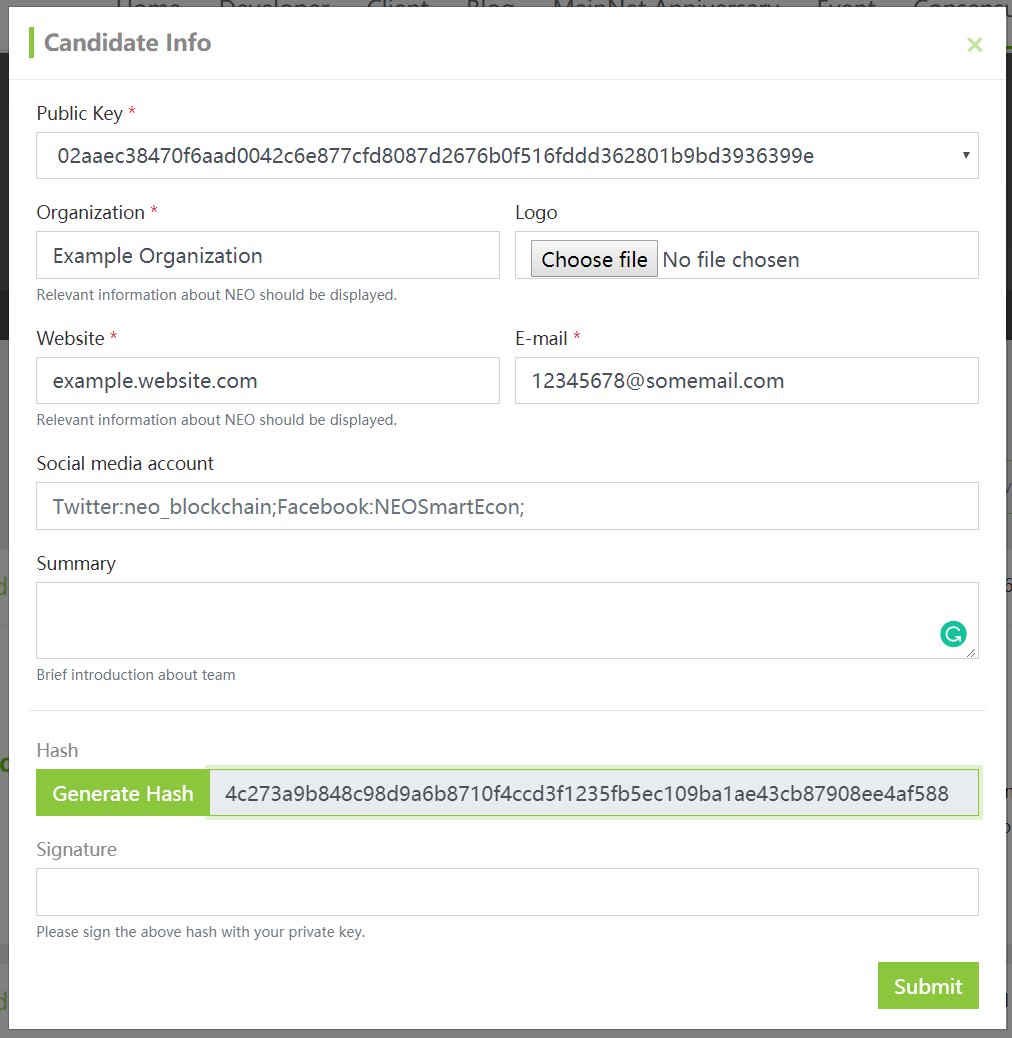 Candidate Info
×
Public Key *
02aaec38470f6aad0042c6e877cfd8087d2676b0f516fddd362801b9bd3936399e
Organization *
Logo
Example Organization
Choose file No file chosen
Relevant information about NEO should be displayed.
Website *
E-mail *
example.website.com
12345678@somemail.com
Relevant information about NEO should be displayed.
Social media account
Twitter:neo_blockchain;Facebook:NEOSmartEcon;
Summary
Brief introduction about team
Hash
Generate Hash
4c273a9b848c98d9a6b8710f4ccd3f1235fb5ec109ba1ae43cb87908ee4af588
Signature
Please sign the above hash with your private key.
Submit